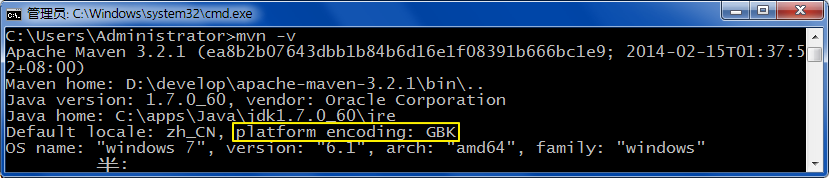 管理员: C:\Windows\system32\cmd.exe
C:\Users\Administrator>mvn -v
Apache Maven 3.2.1 (ea8b2b07643dbb1b84b6d16e1f08391b666bc1e9; 2014-02-15T01:37:5
2+08:00)
Maven home: D:\develop\apache-maven-3.2.1\bin\..
Java version: 1.7.0_60, vendor: Oracle Corporation
Java home: C:\apps\Java\jdk1.7.0_60\jre
Default locale: zh_CN, platform encoding: GBK
OS name: "windows 7", version: "6.1", arch: "amd64", family: "windows"
半: